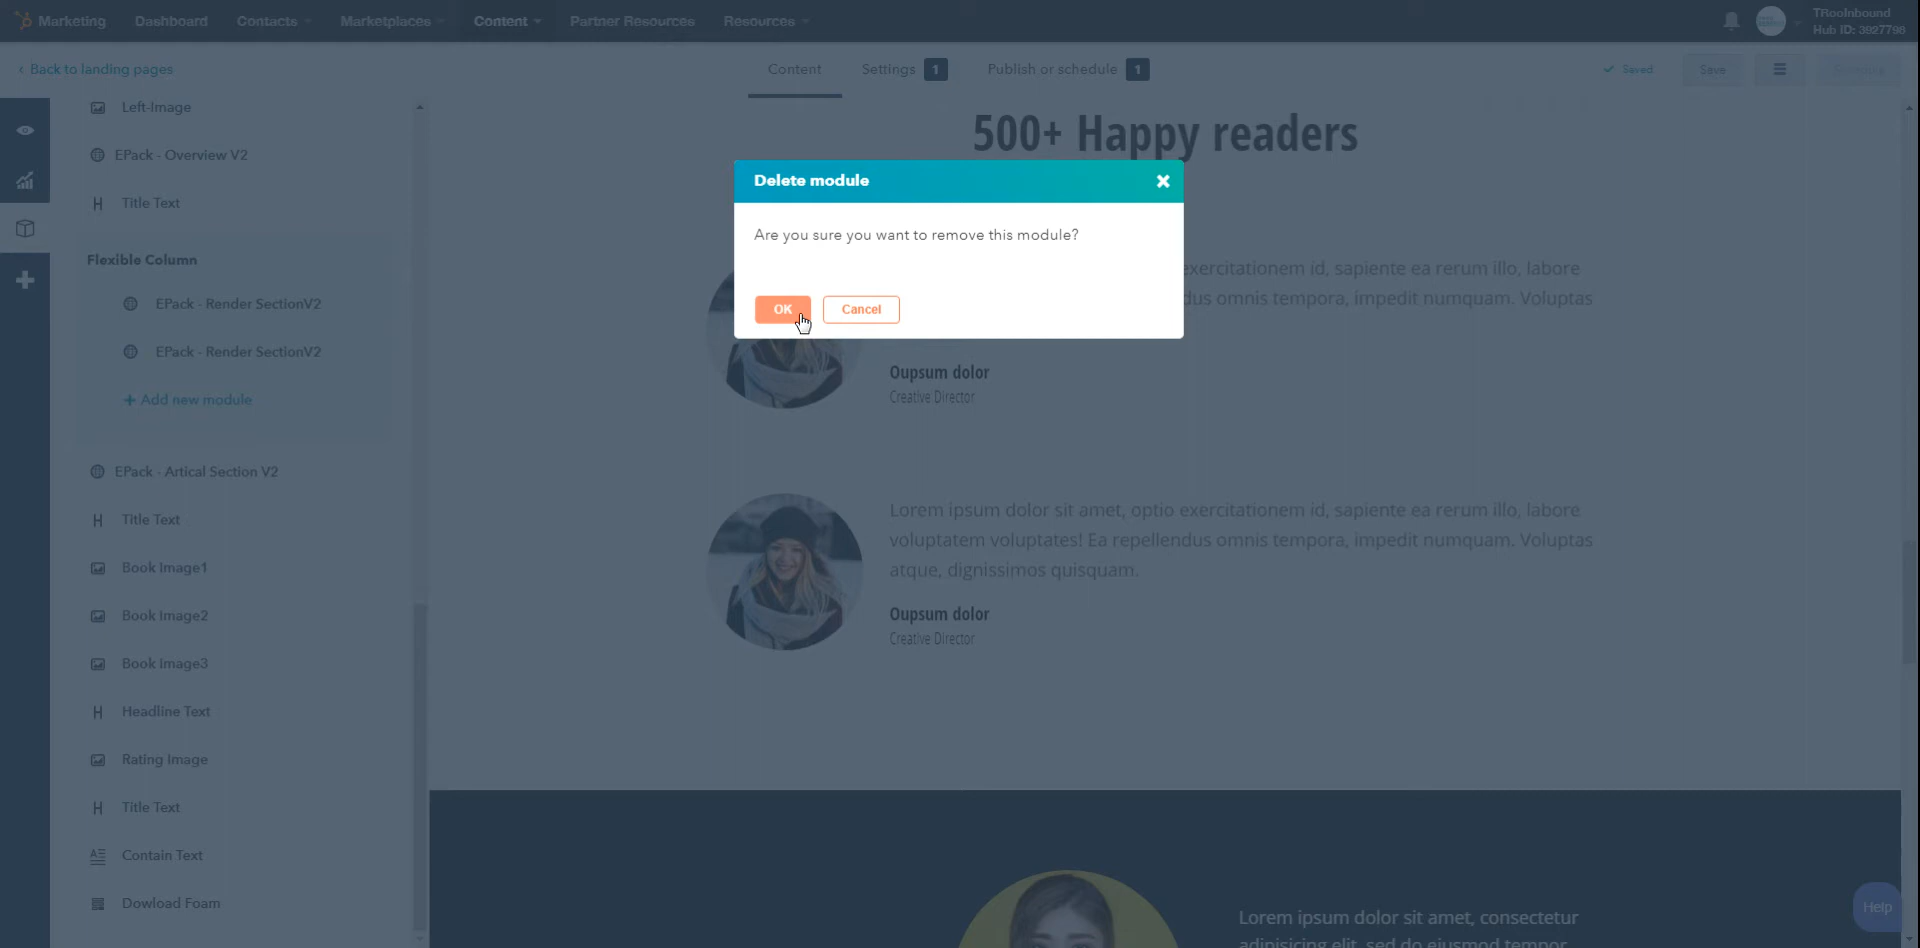 Marketing Dashboard Contacts Marketplaces Content Partner Resources Resources
TRooInbound
Hub ID: 3927798
Back to landing pages
Content Settings 1 Publish or schedule 1
Saved Save
Left-Image
EPack - Overview V2
Title Text
Flexible Column
EPack - Render SectionV2
EPack - Render SectionV2
+ Add new module
EPack - Artical Section V2
Title Text
Book Image1
Book Image2
Book Image3
Headline Text
Rating Image
Title Text
Contain Text
Dowload Foam
500+ Happy readers
Delete module
Are you sure you want to remove this module?
OK Cancel
exercitationem id, sapiente ea rerum illo, labore
dus omnis tempora, impedit numquam. Voluptas
Oupsum dolor
Creative Director
Lorem ipsum dolor sit amet, optio exercitationem id, sapiente ea rerum illo, labore
voluptatem voluptates! Ea repellendus omnis tempora, impedit numquam. Voluptas
atque, dignissimos quisquam.
Oupsum dolor
Creative Director
Lorem ipsum dolor sit amet, consectetur
adipisicing elit, sed do eiusmod tempor
Help